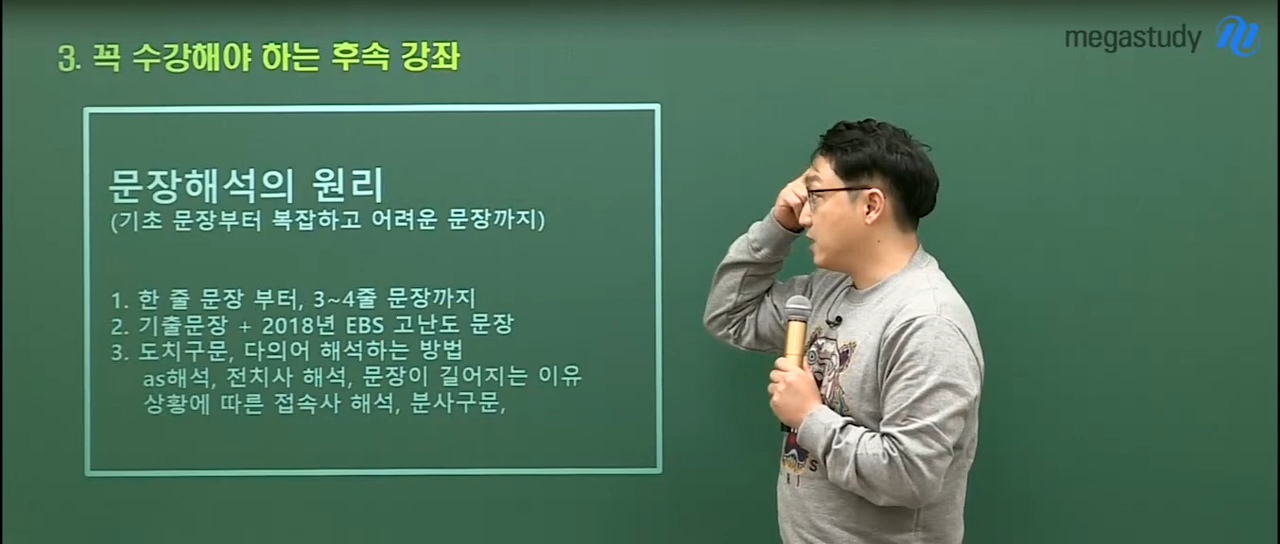 megastudy
3. 꼭 수강해야 하는 후속 강좌
문장해석의 원리
(기초 문장부터 복잡하고 어려운 문장까지)
1. 한 줄 문장 부터, 3~4줄 문장까지
2. 기출문장 + 2018년 EBS 고난도 문장
3. 도치구문, 다의어 해석하는 방법
as해석, 전치사 해석, 문장이 길어지는 이유
상황에 따른 접속사 해석, 분사구문,